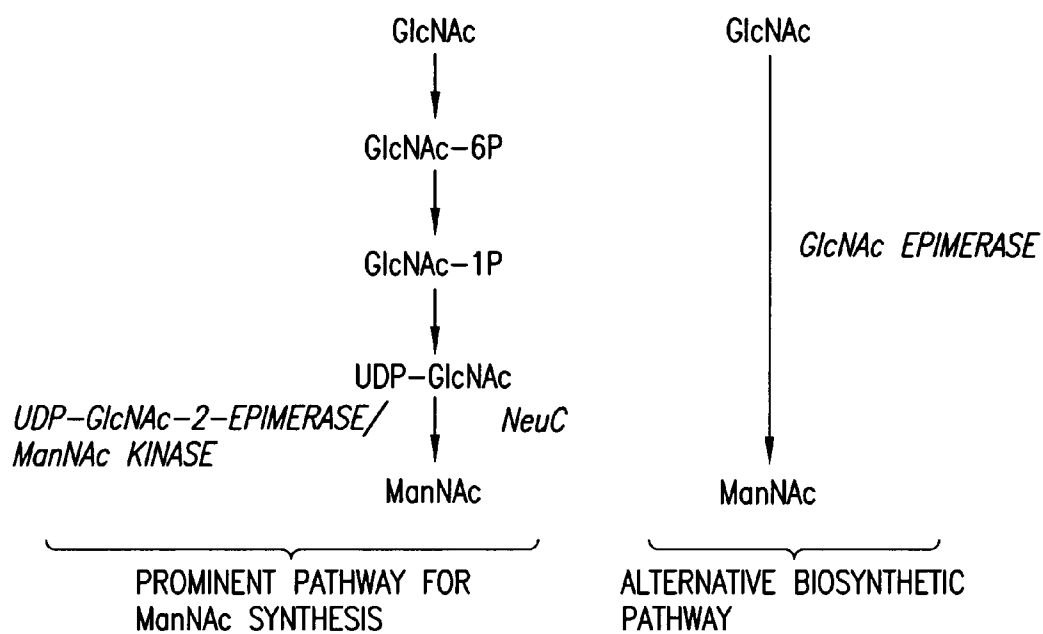 GlcNAc
GlcNAc-6P
GlcNAc-1P
UDP-GlcNAc
UDP-GlcNAc-2-EPIMERASE/
ManNAc KINASE
NeuC
ManNAc
PROMINENT PATHWAY FOR
ManNAc SYNTHESIS
GlcNAc
GlcNAc EPIMERASE
ManNAc
ALTERNATIVE BIOSYNTHETIC
PATHWAY